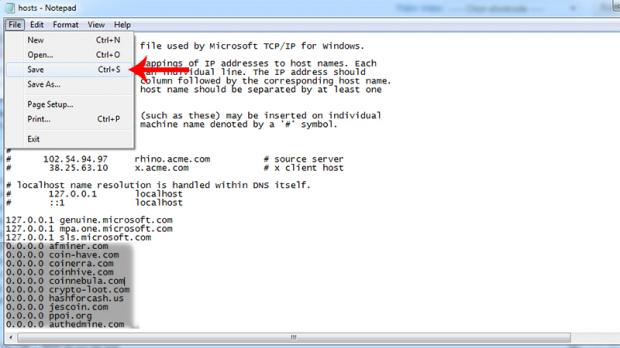 hosts - Notepad
File Edit Format View Help
New Ctrl+N
Open... Ctrl+O
Save Ctrl+S
Save As...
Page Setup...
Print... Ctrl+P
Exit
file used by Microsoft TCP/IP for Windows.
appings of IP addresses to host names. Each
an individual line. The IP address should
column followed by the corresponding host name.
host name should be separated by at least one
(such as these) may be inserted on individual
machine name denoted by a '#' symbol.
#
# 102.54.94.97 rhino.acme.com # source server
# 38.25.63.10 x.acme.com # x client host
# localhost name resolution is handled within DNS itself.
# 127.0.0.1 localhost
# ::1 localhost
127.0.0.1 genuine.microsoft.com
127.0.0.1 mpa.one.microsoft.com
127.0.0.1 sls.microsoft.com
0.0.0.0 afminer.com
0.0.0.0 coin-have.com
0.0.0.0 coinerra.com
0.0.0.0 coinhive.com
0.0.0.0 coinnebula.com
0.0.0.0 crypto-loot.com
0.0.0.0 hashforcash.us
0.0.0.0 jescoin.com
0.0.0.0 ppoi.org
0.0.0.0 authedmine.com